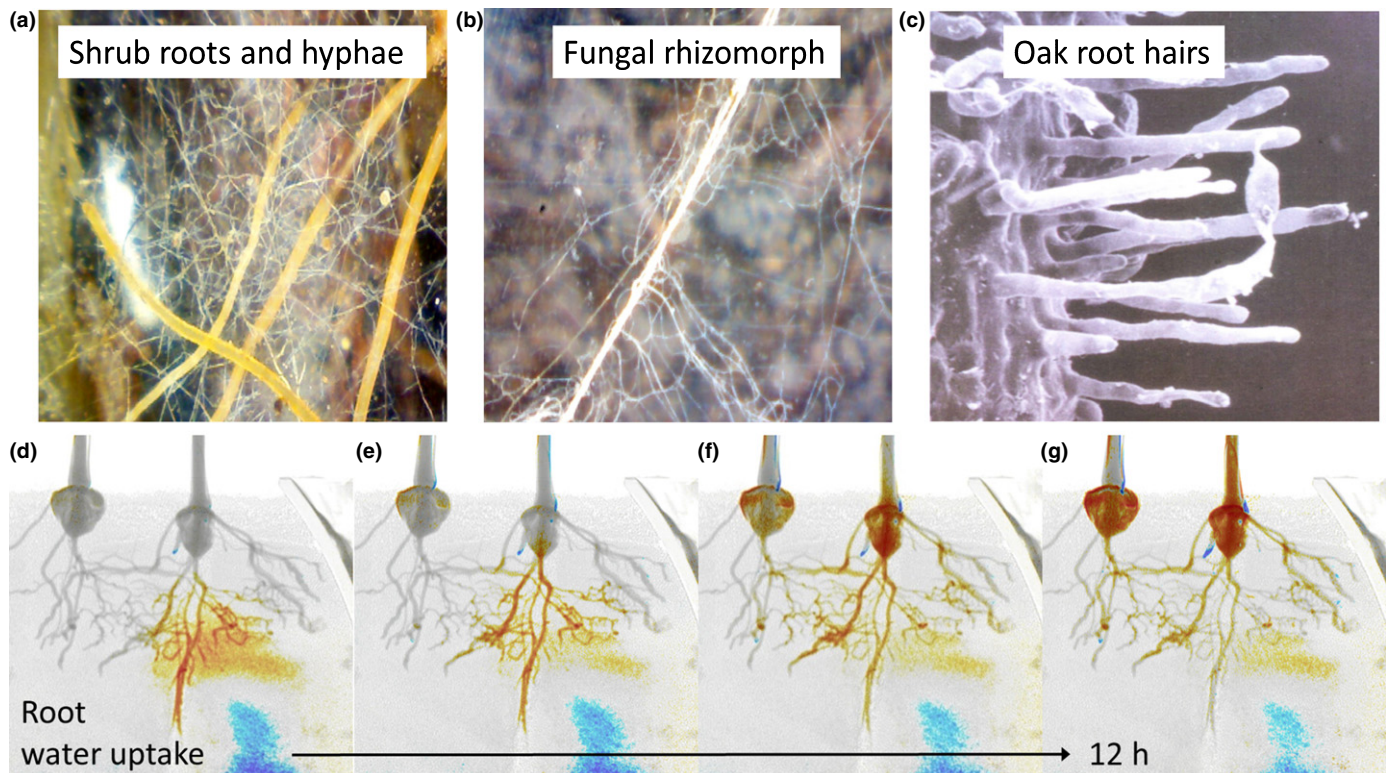 (a)
Shrub roots and hyphae
(b)
Fungal rhizomorph
(c)
Oak root hairs
(d)
(e)
(f)
(g)
Root
water uptake
12 h